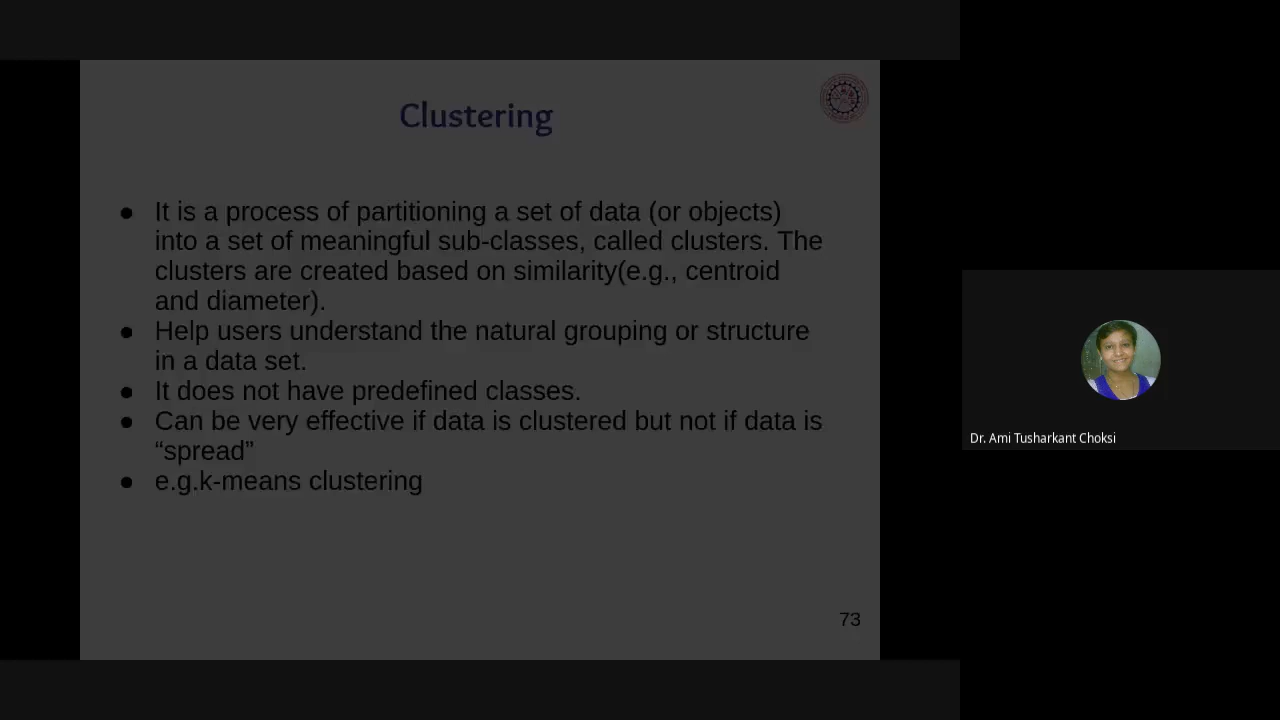 Clustering
● It is a process of partitioning a set of data (or objects)
into a set of meaningful sub-classes, called clusters. The
clusters are created based on similarity(e.g., centroid
and diameter).
● Help users understand the natural grouping or structure
in a data set.
● It does not have predefined classes.
● Can be very effective if data is clustered but not if data is
“spread”
● e.g.k-means clustering
73
Dr. Ami Tusharkant Choksi